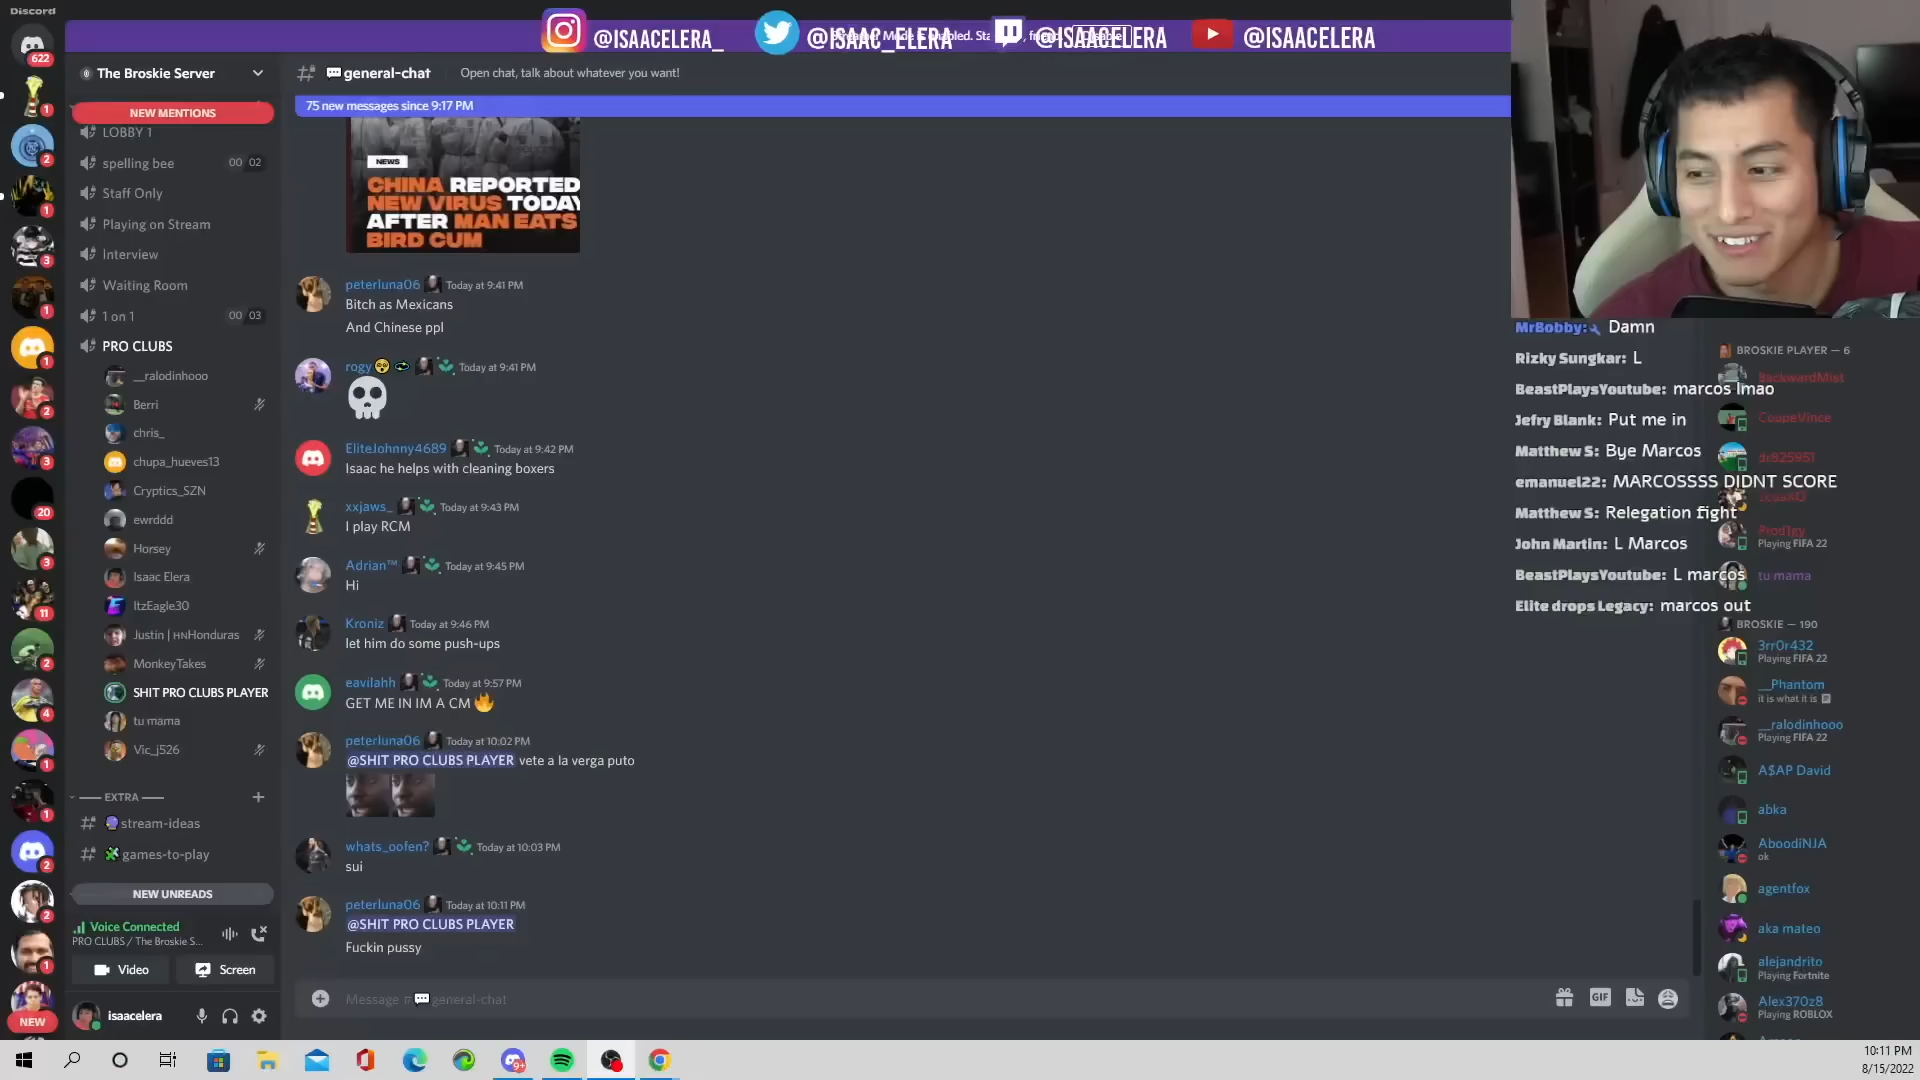 Discord
@ISAACELERA_
@ISAAC_ELERA
@ISAACELERA
@ISAACELERA
622
The Broskie Server
💬general-chat
Open chat, talk about whatever you want!
75 new messages since 9:17 PM
NEW MENTIONS
LOBBY 1
spelling bee
00 02
Staff Only
Playing on Stream
Interview
Waiting Room
1 on 1
00 03
PRO CLUBS
__ralodinhooo
Berri
chris_
chupa_hueves13
Cryptics_SZN
ewrddd
Horsey
Isaac Elera
ItzEagle30
Justin | HNHonduras
MonkeyTakes
SHIT PRO CLUBS PLAYER
tu mama
Vic_j526
EXTRA
stream-ideas
games-to-play
NEW UNREADS
Voice Connected
PRO CLUBS / The Broskie S...
Video
Screen
NEW
isaacelera
NEWS
CHINA REPORTED
NEW VIRUS TODAY
AFTER MAN EATS
BIRD CUM
peterluna06 Today at 9:41 PM
Bitch as Mexicans
And Chinese ppl
rogy Today at 9:41 PM
EliteJohnny4689 Today at 9:42 PM
Isaac he helps with cleaning boxers
xxjaws_ Today at 9:43 PM
I play RCM
Adrian™ Today at 9:45 PM
Hi
Kroniz Today at 9:46 PM
let him do some push-ups
eavilahh Today at 9:57 PM
GET ME IN IM A CM 🔥
peterluna06 Today at 10:02 PM
@SHIT PRO CLUBS PLAYER vete a la verga puto
whats_oofen? Today at 10:03 PM
sui
peterluna06 Today at 10:11 PM
@SHIT PRO CLUBS PLAYER
Fuckin pussy
Message #💬general-chat
GIF
MrBobby: Damn
Rizky Sungkar: L
BeastPlaysYoutube: marcos lmao
Jefry Blank: Put me in
Matthew S: Bye Marcos
emanuel22: MARCOSSSS DIDNT SCORE
Matthew S: Relegation fight
John Martin: L Marcos
BeastPlaysYoutube: L marcos
Elite drops Legacy: marcos out
BROSKIE PLAYER — 6
BackwardMist
CoupeVince
dr825951
Prod1gy
Playing FIFA 22
tu mama
BROSKIE — 190
3rr0r432
Playing FIFA 22
__Phantom
it is what it is
__ralodinhooo
Playing FIFA 22
A$AP David
abka
AboodiNJA
ok
agentfox
aka mateo
alejandrito
Playing Fortnite
Alex370z8
Playing ROBLOX
10:11 PM
8/15/2022